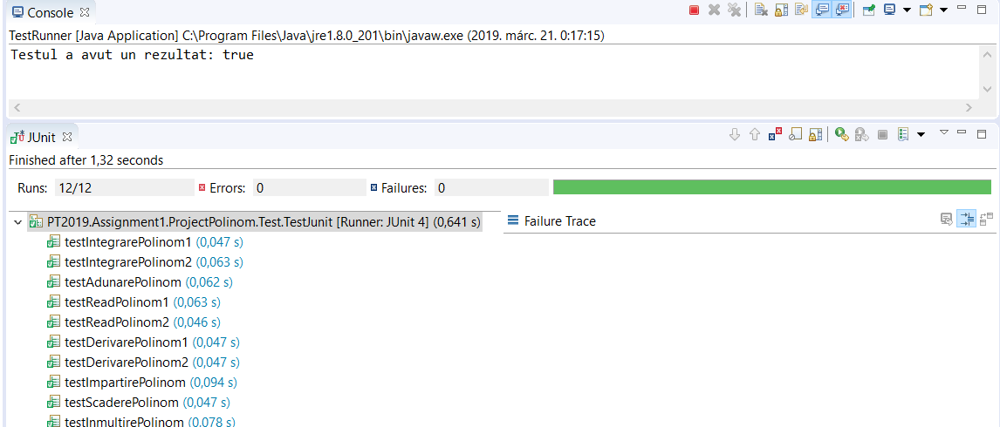 Console
TestRunner [Java Application] C:\Program Files\Java\jre1.8.0_201\bin\javaw.exe (2019. márc. 21. 0:17:15)
Testul a avut un rezultat: true
JUnit
Finished after 1,32 seconds
Runs: 12/12 Errors: 0 Failures: 0
PT2019.Assignment1.ProjectPolinom.Test.TestJunit [Runner: JUnit 4] (0,641 s)
Failure Trace
testIntegrarePolinom1 (0,047 s)
testIntegrarePolinom2 (0,063 s)
testAdunarePolinom (0,062 s)
testReadPolinom1 (0,063 s)
testReadPolinom2 (0,046 s)
testDerivarePolinom1 (0,047 s)
testDerivarePolinom2 (0,047 s)
testImpartirePolinom (0,094 s)
testScaderePolinom (0,047 s)
testInmultirePolinom (0,078 s)